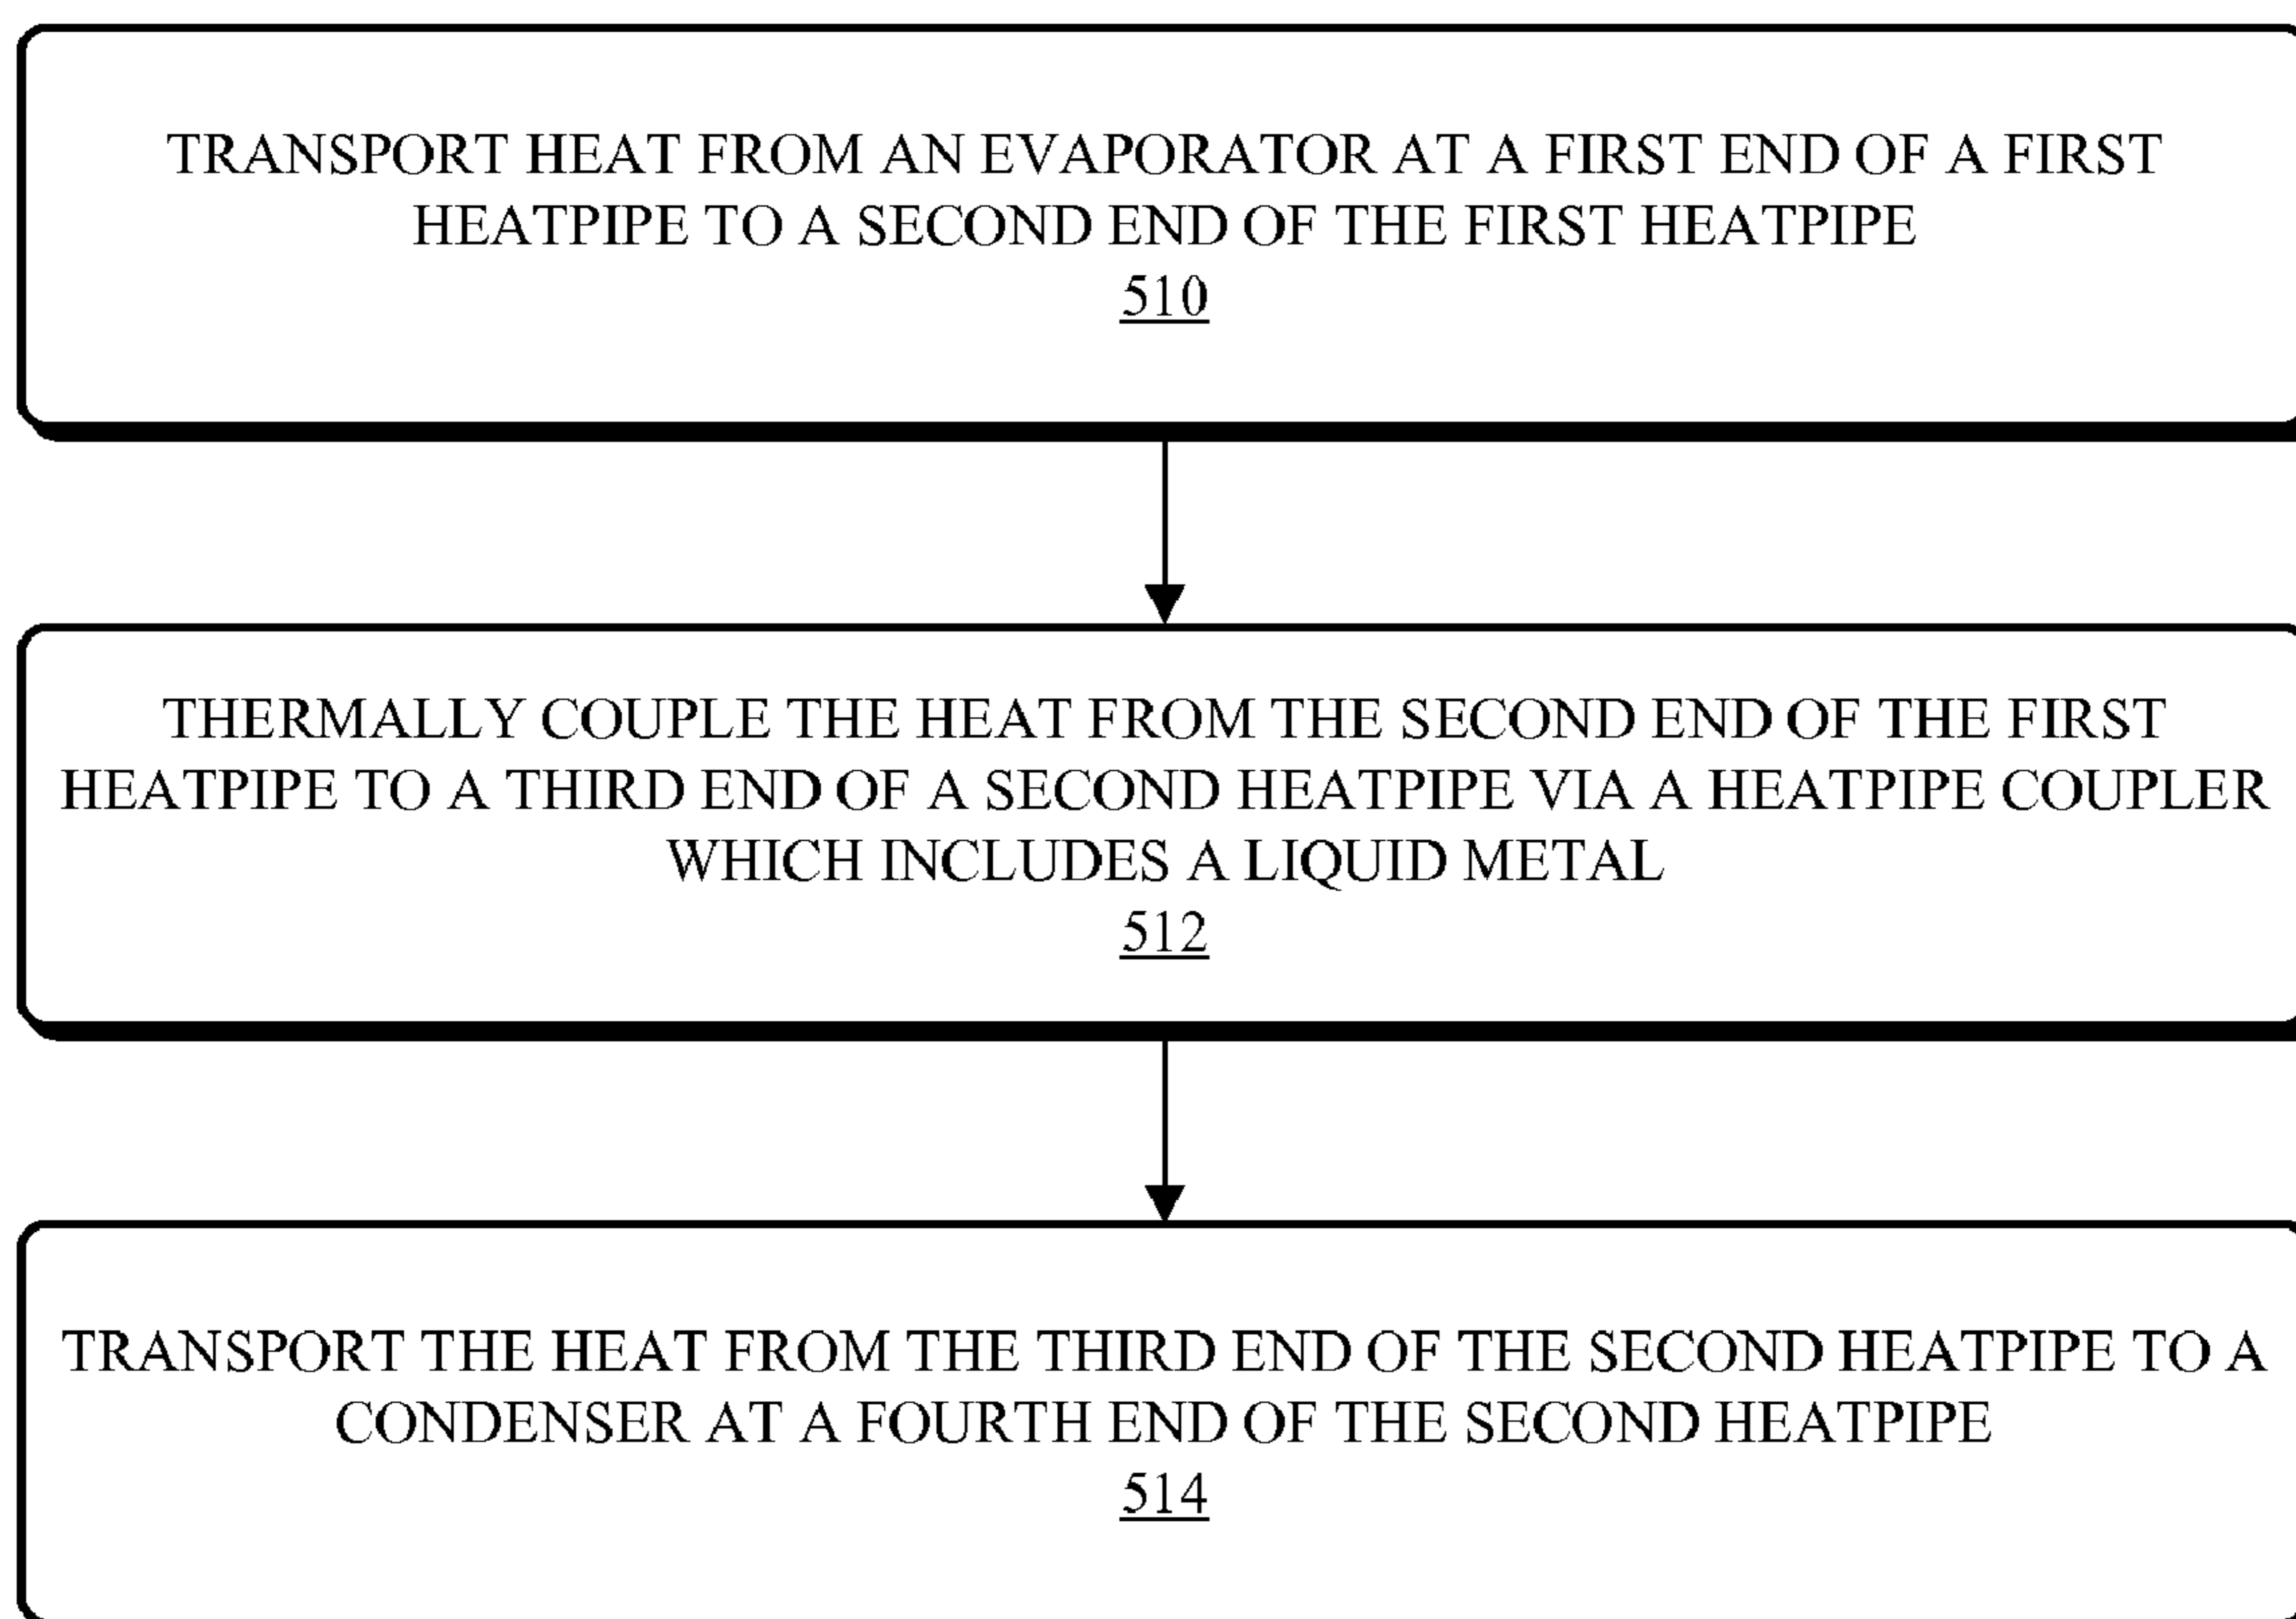 TRANSPORT HEAT FROM AN EVAPORATOR AT A FIRST END OF A FIRST
HEATPIPE TO A SECOND END OF THE FIRST HEATPIPE
510
THERMALLY COUPLE THE HEAT FROM THE SECOND END OF THE FIRST
HEATPIPE TO A THIRD END OF A SECOND HEATPIPE VIA A HEATPIPE COUPLER
WHICH INCLUDES A LIQUID METAL
512
TRANSPORT THE HEAT FROM THE THIRD END OF THE SECOND HEATPIPE TO A
CONDENSER AT A FOURTH END OF THE SECOND HEATPIPE
514